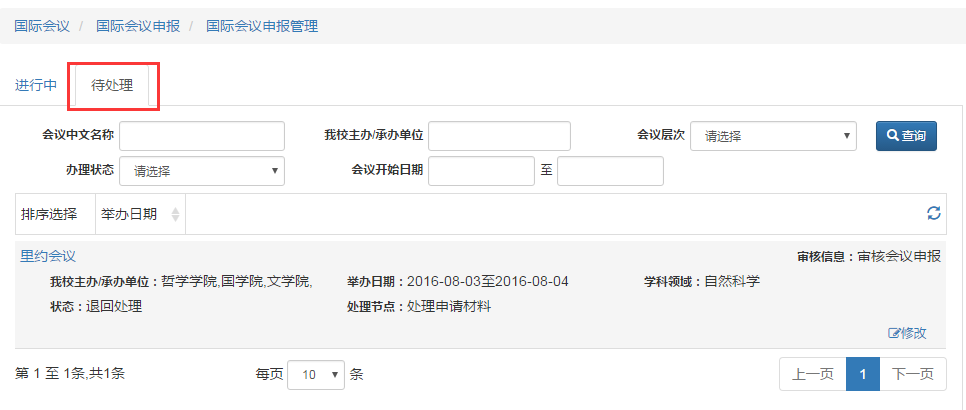 国际会议 / 国际会议申报 / 国际会议申报管理
进行中 待处理
会议中文名称 我校主办/承办单位 会议层次 请选择 查询
办理状态 请选择 会议开始日期 至
排序选择 举办日期
里约会议 审核信息：审核会议申报
我校主办/承办单位：哲学学院,国学院,文学院, 举办日期：2016-08-03至2016-08-04 学科领域：自然科学
状态：退回处理 处理节点：处理申请材料
修改
第 1 至 1条,共1条 每页 10 条 上一页 1 下一页